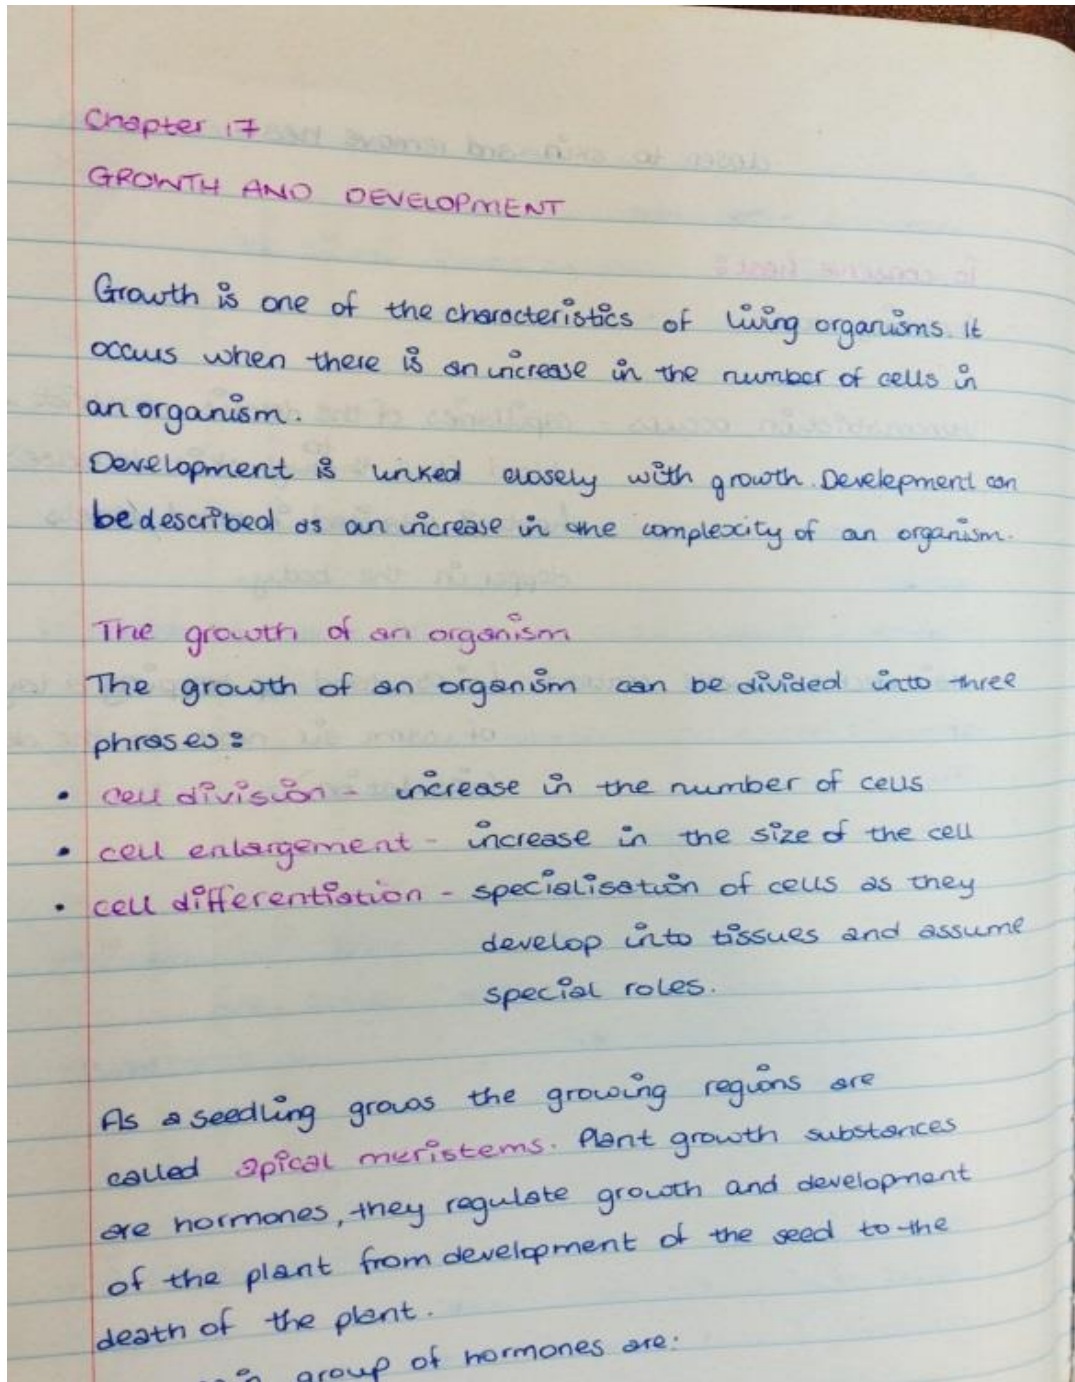 Chapter 17
GROWTH AND DEVELOPMENT
Growth is one of the characteristics of living organisms. it
occurs when there is an increase in the number of cells in
an organism.
Development is linked closely with growth. Development can
be described as an increase in the complexity of an organism.
The growth of an organism
The growth of an organism can be divided into three
phrases:
• cell division - increase in the number of cells
• cell enlargement - increase in the size of the cell
• cell differentiation - specialisation of cells as they
develop into tissues and assume
special roles.
As a seedling grows the growing regions are
called apical meristems. Plant growth substances
are hormones, they regulate growth and development
of the plant from development of the seed to the
death of the plant.
group of hormones are: